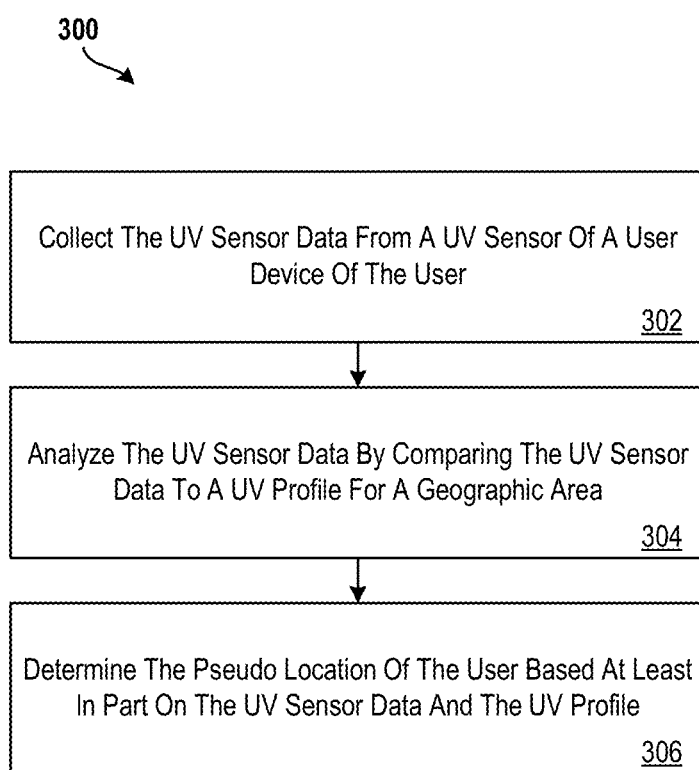 300
Collect The UV Sensor Data From A UV Sensor Of A User
Device Of The User
302
Analyze The UV Sensor Data By Comparing The UV Sensor
Data To A UV Profile For A Geographic Area
304
Determine The Pseudo Location Of The User Based At Least
In Part On The UV Sensor Data And The UV Profile
306